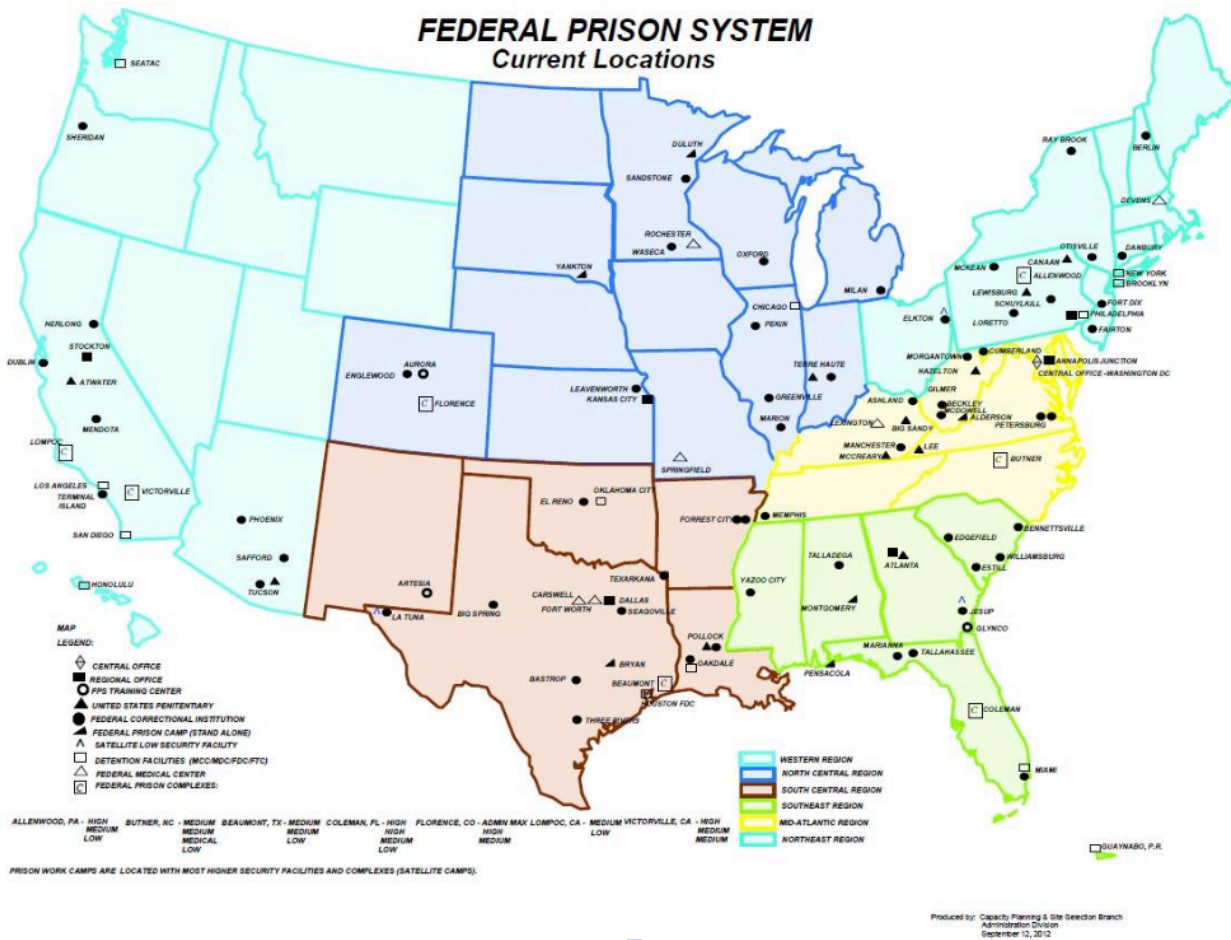 FEDERAL PRISON SYSTEM
Current Locations
SEATAC
SHERIDAN
HERLONG
STOCKTON
DUBLIN
ATWATER
MENDOTA
LOMPOC
C
LOS ANGELES
TERMINAL
ISLAND
C VICTORVILLE
SAN DIEGO
PHOENIX
SAFFORD
TUCSON
HONOLULU
DULUTH
SANDSTONE
ROCHESTER
WASECA
YANKTON
OXFORD
MILAN
CHICAGO
PEKIN
TERRE HAUTE
AURORA
ENGLEWOOD
C FLORENCE
LEAVENWORTH
KANSAS CITY
GREENVILLE
MARION
SPRINGFIELD
RAY BROOK
BERLIN
DEVENS
OTISVILLE
DANBURY
CANAAN
MCKEAN
C ALLENWOOD
NEW YORK
BROOKLYN
LEWISBURG
SCHUYLKILL
FORT DIX
LORETTO
PHILADELPHIA
FAIRTON
ELKTON
MORGANTOWN
CUMBERLAND
ANNAPOLIS JUNCTION
HAZELTON
CENTRAL OFFICE -WASHINGTON DC
GILMER
ASHLAND
BECKLEY
MCDOWELL
ALDERSON
LEXINGTON
BIG SANDY
PETERSBURG
MANCHESTER
LEE
MCCREARY
C BUTNER
EL RENO
OKLAHOMA CITY
FORREST CITY
MEMPHIS
BENNETTSVILLE
EDGEFIELD
TALLADEGA
WILLIAMSBURG
ATLANTA
ESTILL
TEXARKANA
YAZOO CITY
ARTESIA
CARSWELL
DALLAS
FORT WORTH
SEAGOVILLE
MONTGOMERY
JESUP
LA TUNA
BIG SPRING
GLYNCO
POLLOCK
MARIANNA
TALLAHASSEE
OAKDALE
PENSACOLA
BRYAN
BASTROP
BEAUMONT C
HOUSTON FDC
THREE RIVERS
C COLEMAN
MIAMI
GUAYNABO, P.R.
MAP
LEGEND:
CENTRAL OFFICE
REGIONAL OFFICE
FPS TRAINING CENTER
UNITED STATES PENITENTIARY
FEDERAL CORRECTIONAL INSTITUTION
FEDERAL PRISON CAMP (STAND ALONE)
SATELLITE LOW SECURITY FACILITY
DETENTION FACILITIES (MCC/MDC/FDC/FTC)
FEDERAL MEDICAL CENTER
C FEDERAL PRISON COMPLEXES:
WESTERN REGION
NORTH CENTRAL REGION
SOUTH CENTRAL REGION
SOUTHEAST REGION
MID-ATLANTIC REGION
NORTHEAST REGION
ALLENWOOD, PA - HIGH BUTNER, NC - MEDIUM BEAUMONT, TX - MEDIUM COLEMAN, FL - HIGH FLORENCE, CO - ADMIN MAX LOMPOC, CA - MEDIUM VICTORVILLE, CA - HIGH
MEDIUM MEDIUM MEDIUM HIGH HIGH LOW MEDIUM
LOW MEDICAL LOW MEDIUM MEDIUM MEDIUM
LOW LOW
PRISON WORK CAMPS ARE LOCATED WITH MOST HIGHER SECURITY FACILITIES AND COMPLEXES (SATELLITE CAMPS).
Produced by: Capacity Planning & Site Selection Branch
Administration Division
September 12, 2012